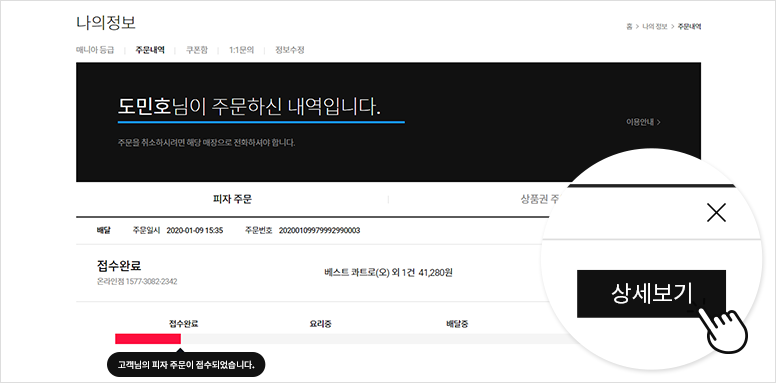 나의정보
홈 > 나의 정보 > 주문내역
매니아 등급 주문내역 쿠폰함 1:1문의 정보수정
도민호님이 주문하신 내역입니다.
이용안내 >
주문을 취소하시려면 해당 매장으로 전화하셔야 합니다.
피자 주문 상품권 주
배달 주문일시 2020-01-09 15:35 주문번호 20200109979992990003
접수완료
온라인점 1577-3082-2342
베스트 콰트로(오) 외 1건 41,280원
상세보기
접수완료 요리중 배달중
고객님의 피자 주문이 접수되었습니다.